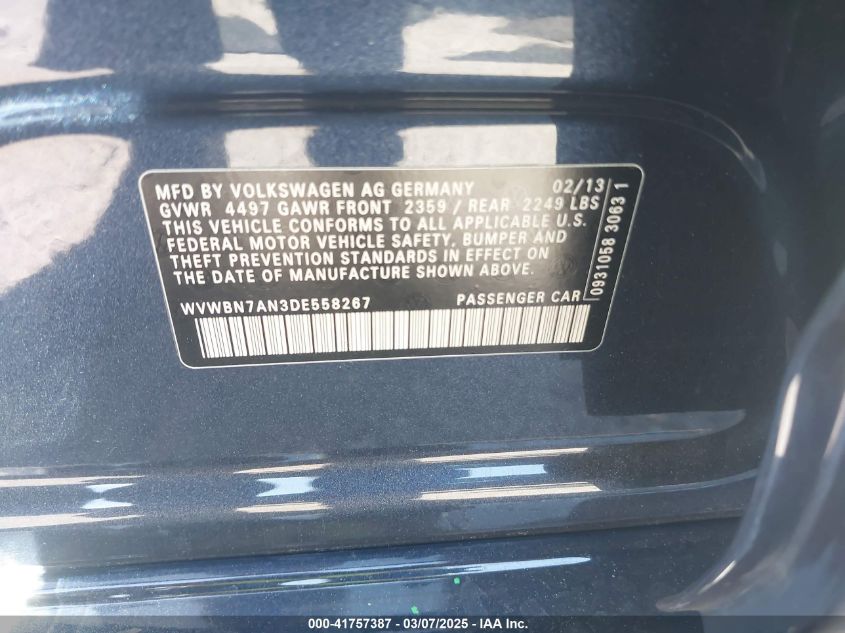 MFD BY VOLKSWAGEN AG GERMANY 02/13
GVWR 4497 GAWR FRONT 2359 / REAR 2249 LBS
THIS VEHICLE CONFORMS TO ALL APPLICABLE U.S.
FEDERAL MOTOR VEHICLE SAFETY, BUMPER AND
THEFT PREVENTION STANDARDS IN EFFECT ON
THE DATE OF MANUFACTURE SHOWN ABOVE.
WVWBN7AN3DE558267 PASSENGER CAR
0931058 3063 1
000-41757387 - 03/07/2025 - IAA Inc.